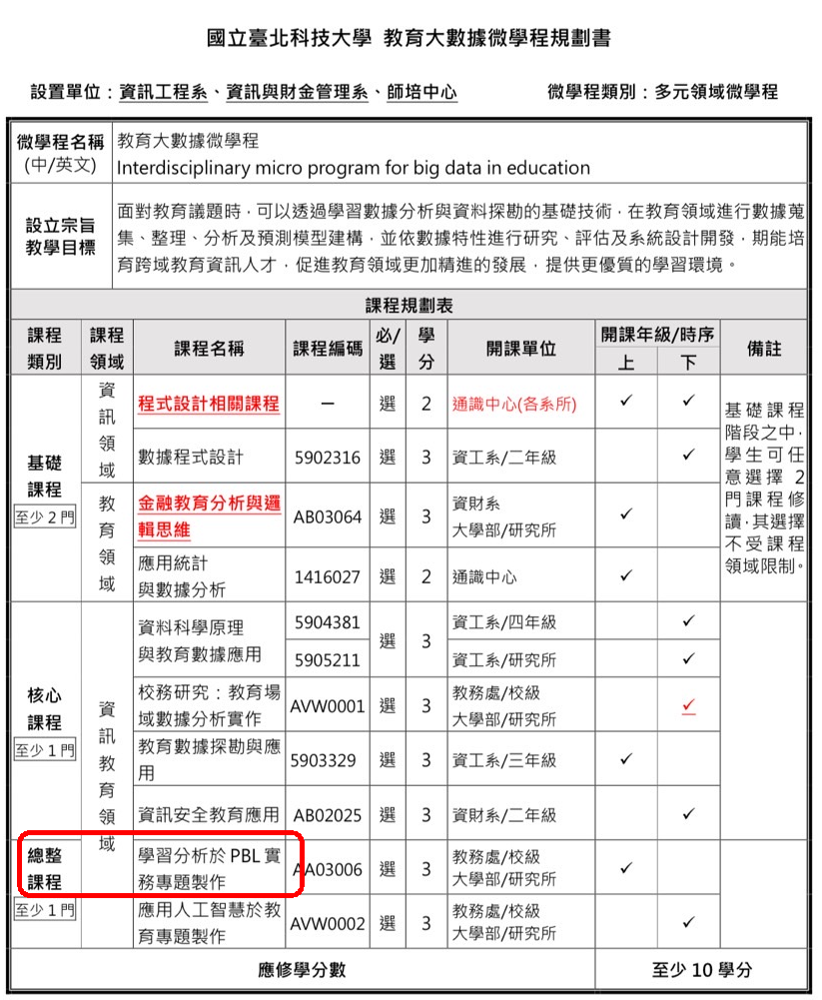 國立臺北科技大學 教育大數據微學程規劃書
設置單位：資訊工程系、資訊與財金管理系、師培中心 微學程類別：多元領域微學程
微學程名稱
(中/英文)
教育大數據微學程
Interdisciplinary micro program for big data in education
設立宗旨
教學目標
面對教育議題時，可以透過學習數據分析與資料探勘的基礎技術，在教育領域進行數據蒐
集、整理、分析及預測模型建構，並依數據特性進行研究、評估及系統設計開發，期能培
育跨域教育資訊人才，促進教育領域更加精進的發展，提供更優質的學習環境。
課程規劃表
課程
類別
課程
領域
課程名稱
課程編碼
必/
選
學
分
開課單位
開課年級/時序
上
下
備註
基礎
課程
至少2門
資
訊
領
域
程式設計相關課程 — 選 2 通識中心(各系所) ✓ ✓
數據程式設計 5902316 選 3 資工系/二年級 ✓
教
育
領
域
金融教育分析與邏
輯思維
AB03064 選 3
資財系
大學部/研究所
✓
應用統計
與數據分析
1416027 選 2 通識中心 ✓
基礎課程
階段之中，
學生可任
意選擇 2
門課程修
讀，其選擇
不受課程
領域限制。
核心
課程
至少1門
資
訊
教
育
領
域
資料科學原理
與教育數據應用
5904381
5905211
選 3
資工系/四年級 ✓
資工系/研究所 ✓
校務研究：教育場
域數據分析實作
AVW0001 選 3
教務處/校級
大學部/研究所
✓
教育數據探勘與應
用
5903329 選 3 資工系/三年級 ✓
資訊安全教育應用 AB02025 選 3 資財系/二年級 ✓
總整
課程
至少1門
學習分析於 PBL 實
務專題製作
AA03006 選 3
教務處/校級
大學部/研究所
✓
應用人工智慧於教
育專題製作
AVW0002 選 3
教務處/校級
大學部/研究所
✓
應修學分數 至少 10 學分